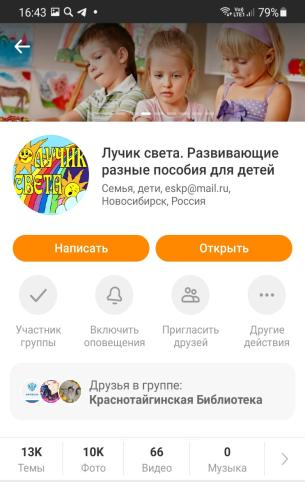 16:43
79%
ЛУЧИК
СВЕТА
Лучик света. Развивающие
разные пособия для детей
Семья, дети, eskp@mail.ru,
Новосибирск, Россия
Написать
Открыть
Участник
группы
Включить
оповещения
Пригласить
друзей
Другие
действия
Друзья в группе:
Краснотайгинская Библиотека
13K
Темы
10K
Фото
66
Видео
0
Музыка